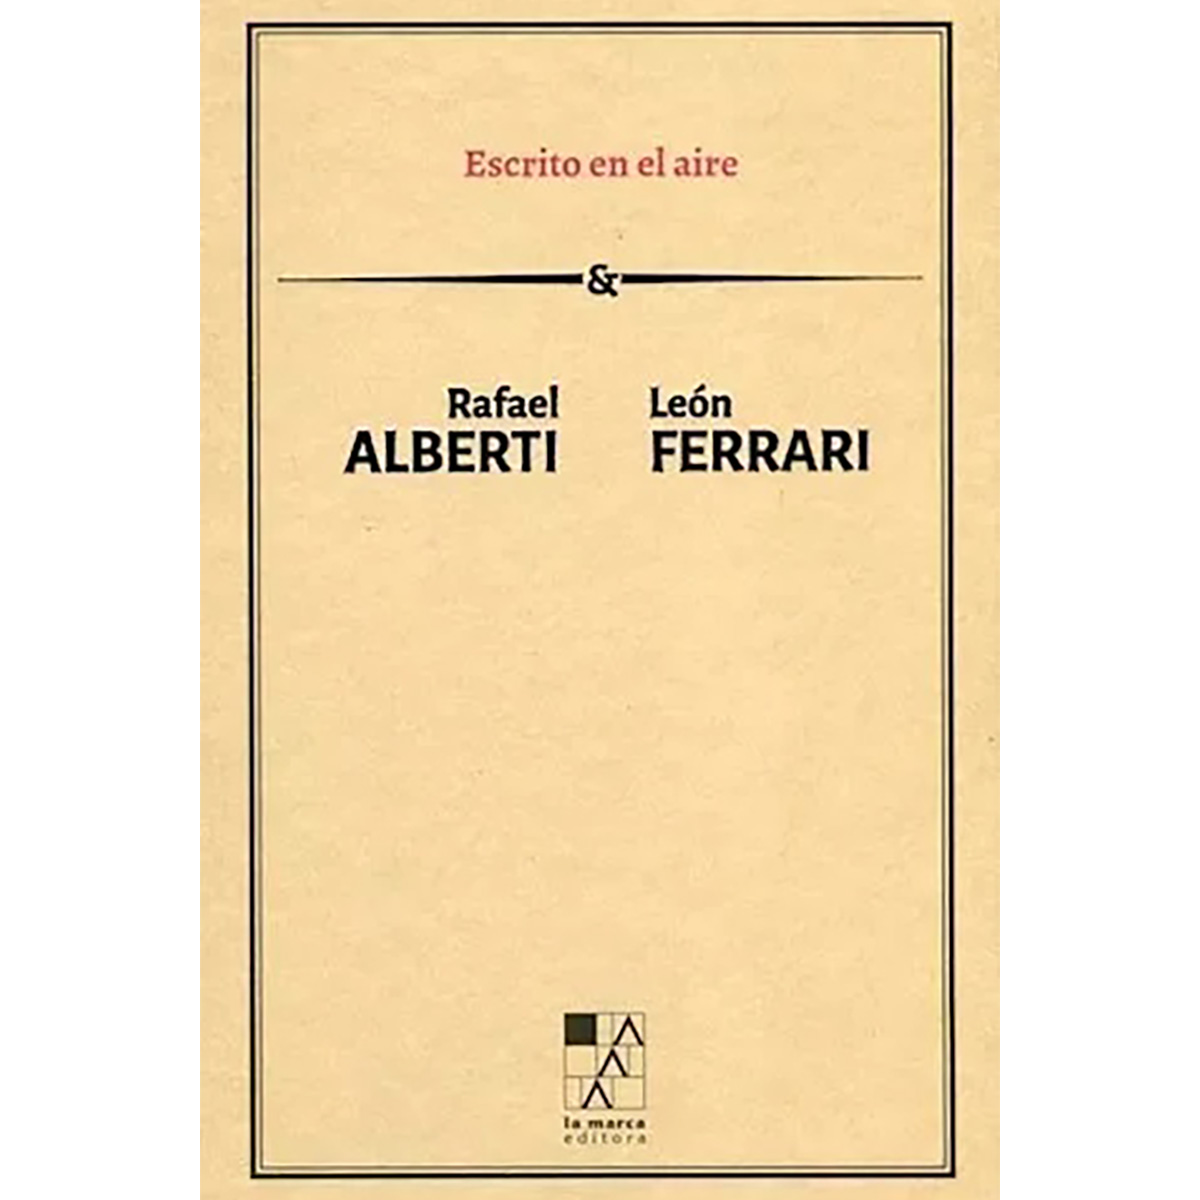 Escrito en el aire
&
Rafael
ALBERTI
León
FERRARI
la marca
editora